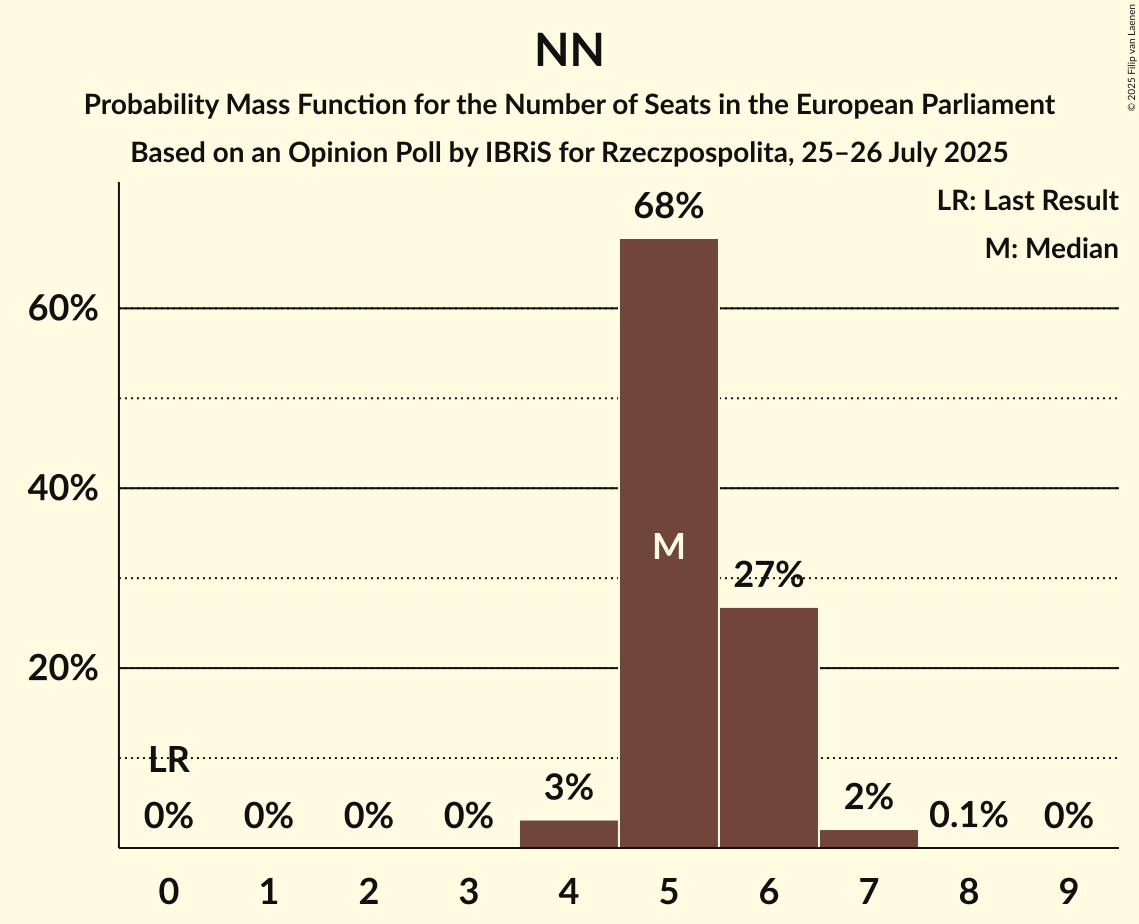 NN
Probability Mass Function for the Number of Seats in the European Parliament
Based on an Opinion Poll by IBRiS for Rzeczpospolita, 25–26 July 2025
© 2025 Filip van Laenen
LR: Last Result
M: Median
68%
60%
40%
M
27%
20%
LR
0% 0% 0% 0% 3% 2% 0.1% 0%
0 1 2 3 4 5 6 7 8 9